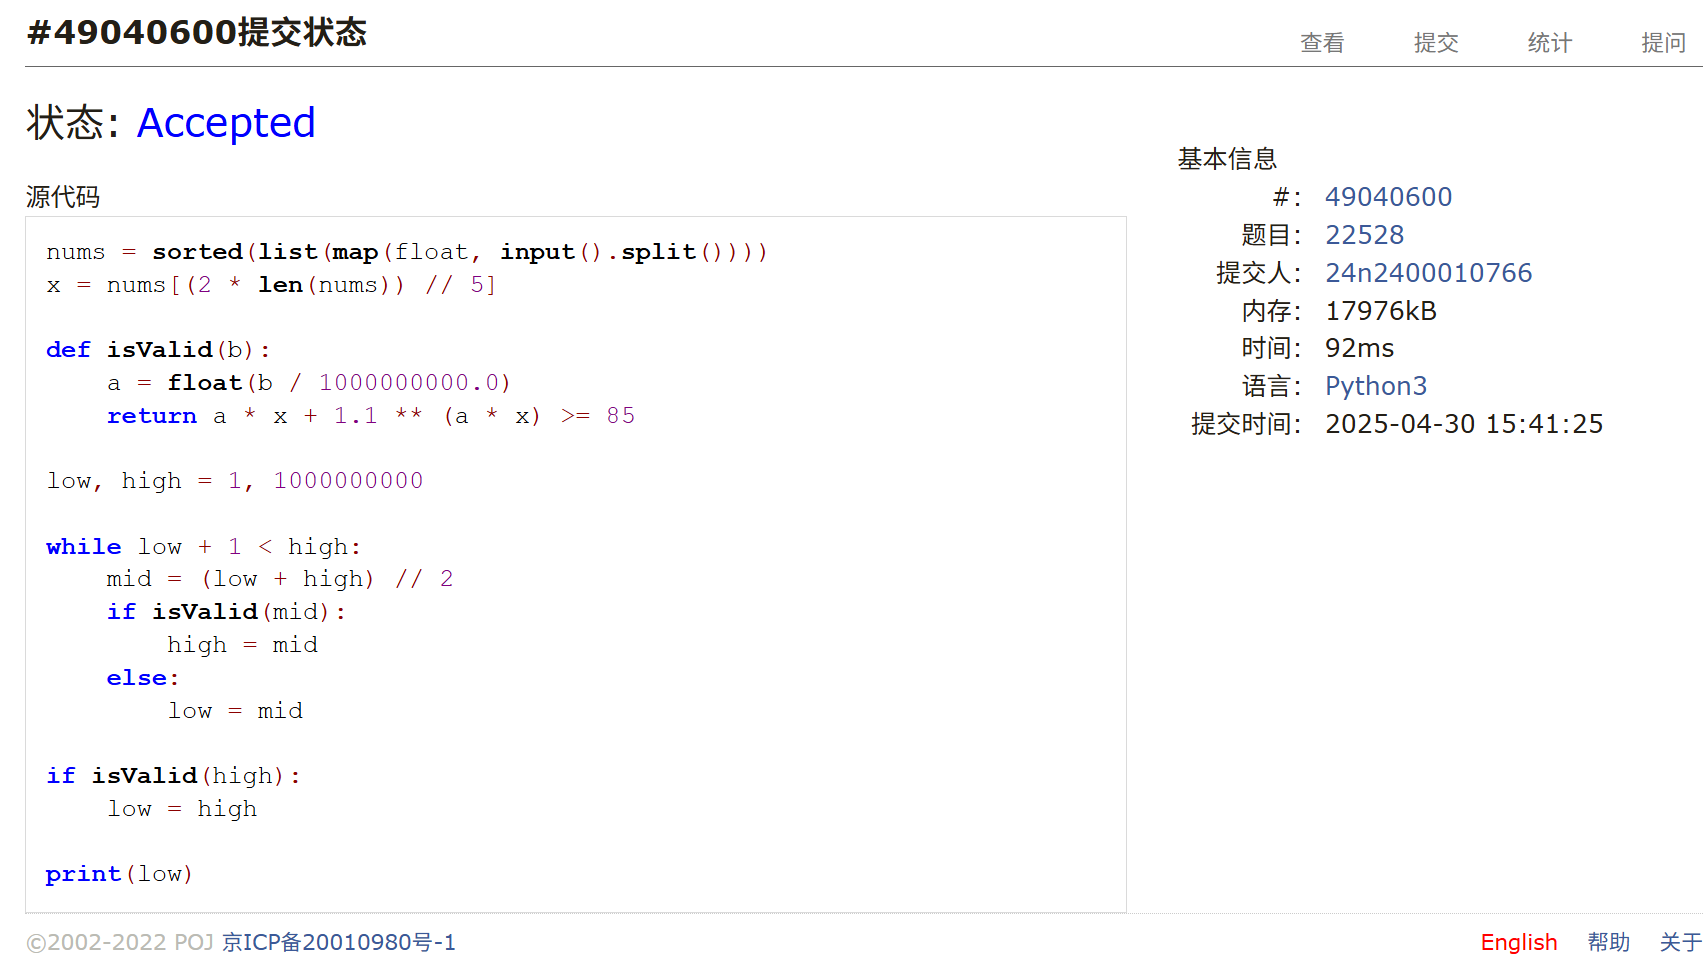 #49040600提交状态
查看 提交 统计 提问
状态: Accepted
源代码
nums = sorted(list(map(float, input().split())))
x = nums[(2 * len(nums)) // 5]
def isValid(b):
    a = float(b / 1000000000.0)
    return a * x + 1.1 ** (a * x) >= 85
low, high = 1, 1000000000
while low + 1 < high:
    mid = (low + high) // 2
    if isValid(mid):
        high = mid
    else:
        low = mid
if isValid(high):
    low = high
print(low)
基本信息
#: 49040600
题目: 22528
提交人: 24n2400010766
内存: 17976kB
时间: 92ms
语言: Python3
提交时间: 2025-04-30 15:41:25
©2002-2022 POJ 京ICP备20010980号-1
English 帮助 关于